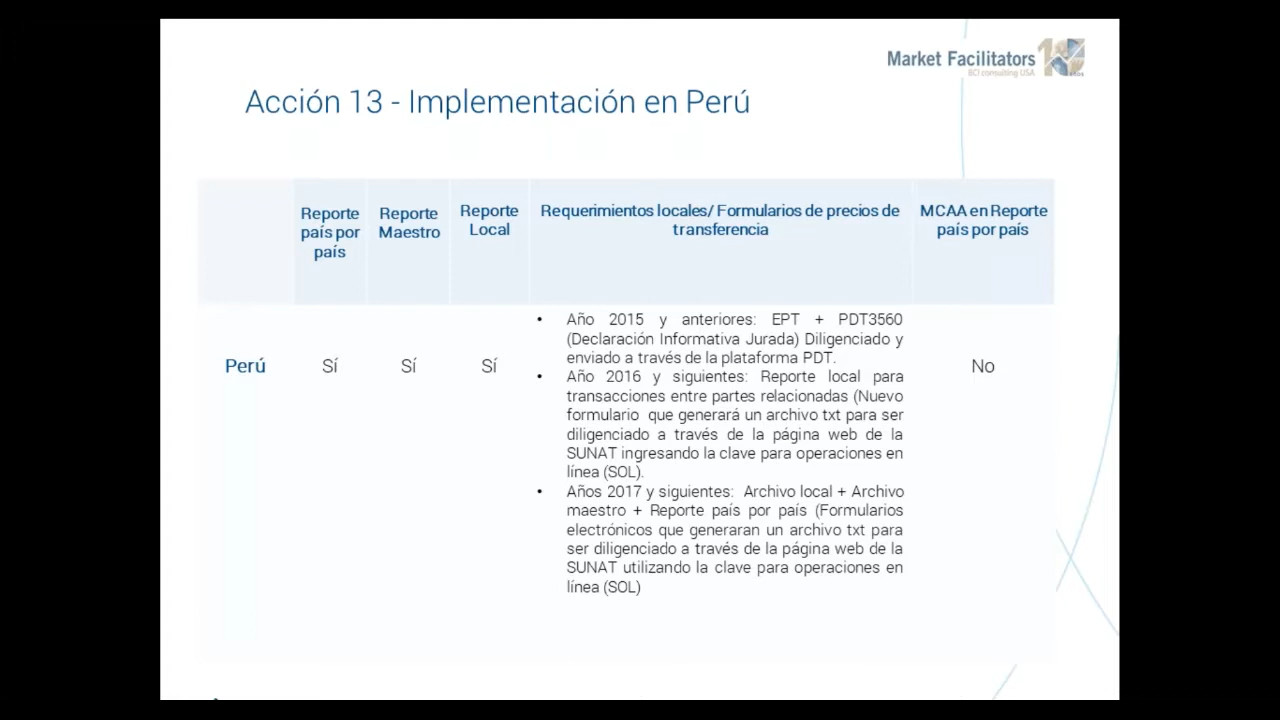 Market Facilitators
BCI consulting USA
Acción 13 - Implementación en Perú
Reporte
país por
país
Reporte
Maestro
Reporte
Local
Requerimientos locales/ Formularios de precios de
transferencia
MCAA en Reporte
país por país
Perú
Sí
Sí
Sí
• Año 2015 y anteriores: EPT + PDT3560
(Declaración Informativa Jurada) Diligenciado y
enviado a través de la plataforma PDT.
• Año 2016 y siguientes: Reporte local para
transacciones entre partes relacionadas (Nuevo
formulario que generará un archivo txt para ser
diligenciado a través de la página web de la
SUNAT ingresando la clave para operaciones en
línea (SOL).
• Años 2017 y siguientes: Archivo local + Archivo
maestro + Reporte país por país (Formularios
electrónicos que generaran un archivo txt para
ser diligenciado a través de la página web de la
SUNAT utilizando la clave para operaciones en
línea (SOL)
No